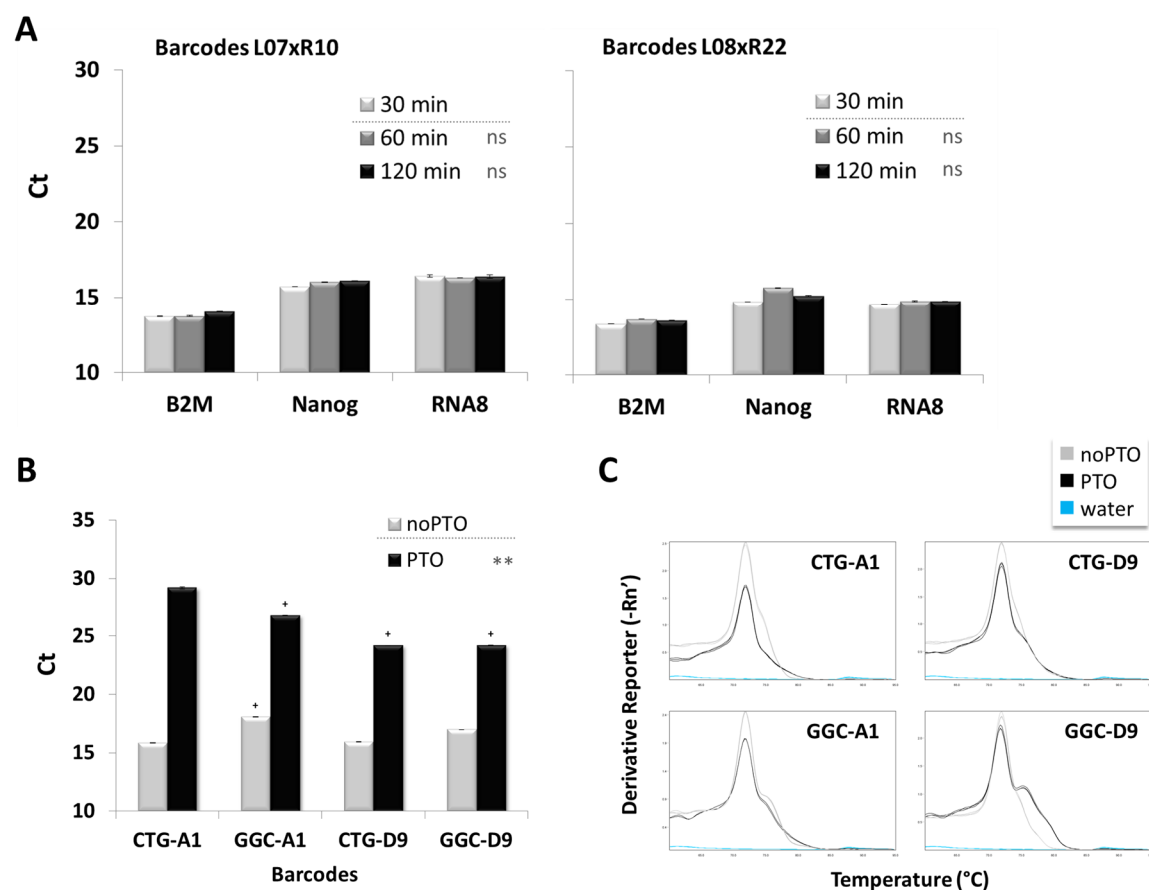 A
Barcodes L07xR10
Barcodes L08xR22
30
25
20
15
10
Ct
30 min
60 min ns
120 min ns
30 min
60 min ns
120 min ns
B2M Nanog RNA8
B2M Nanog RNA8
B
35
30
25
20
15
10
Ct
noPTO
PTO **
+
+
+
+
CTG-A1 GGC-A1 CTG-D9 GGC-D9
Barcodes
C
noPTO
PTO
water
Derivative Reporter (-Rn’)
CTG-A1
CTG-D9
GGC-A1
GGC-D9
Temperature (°C)